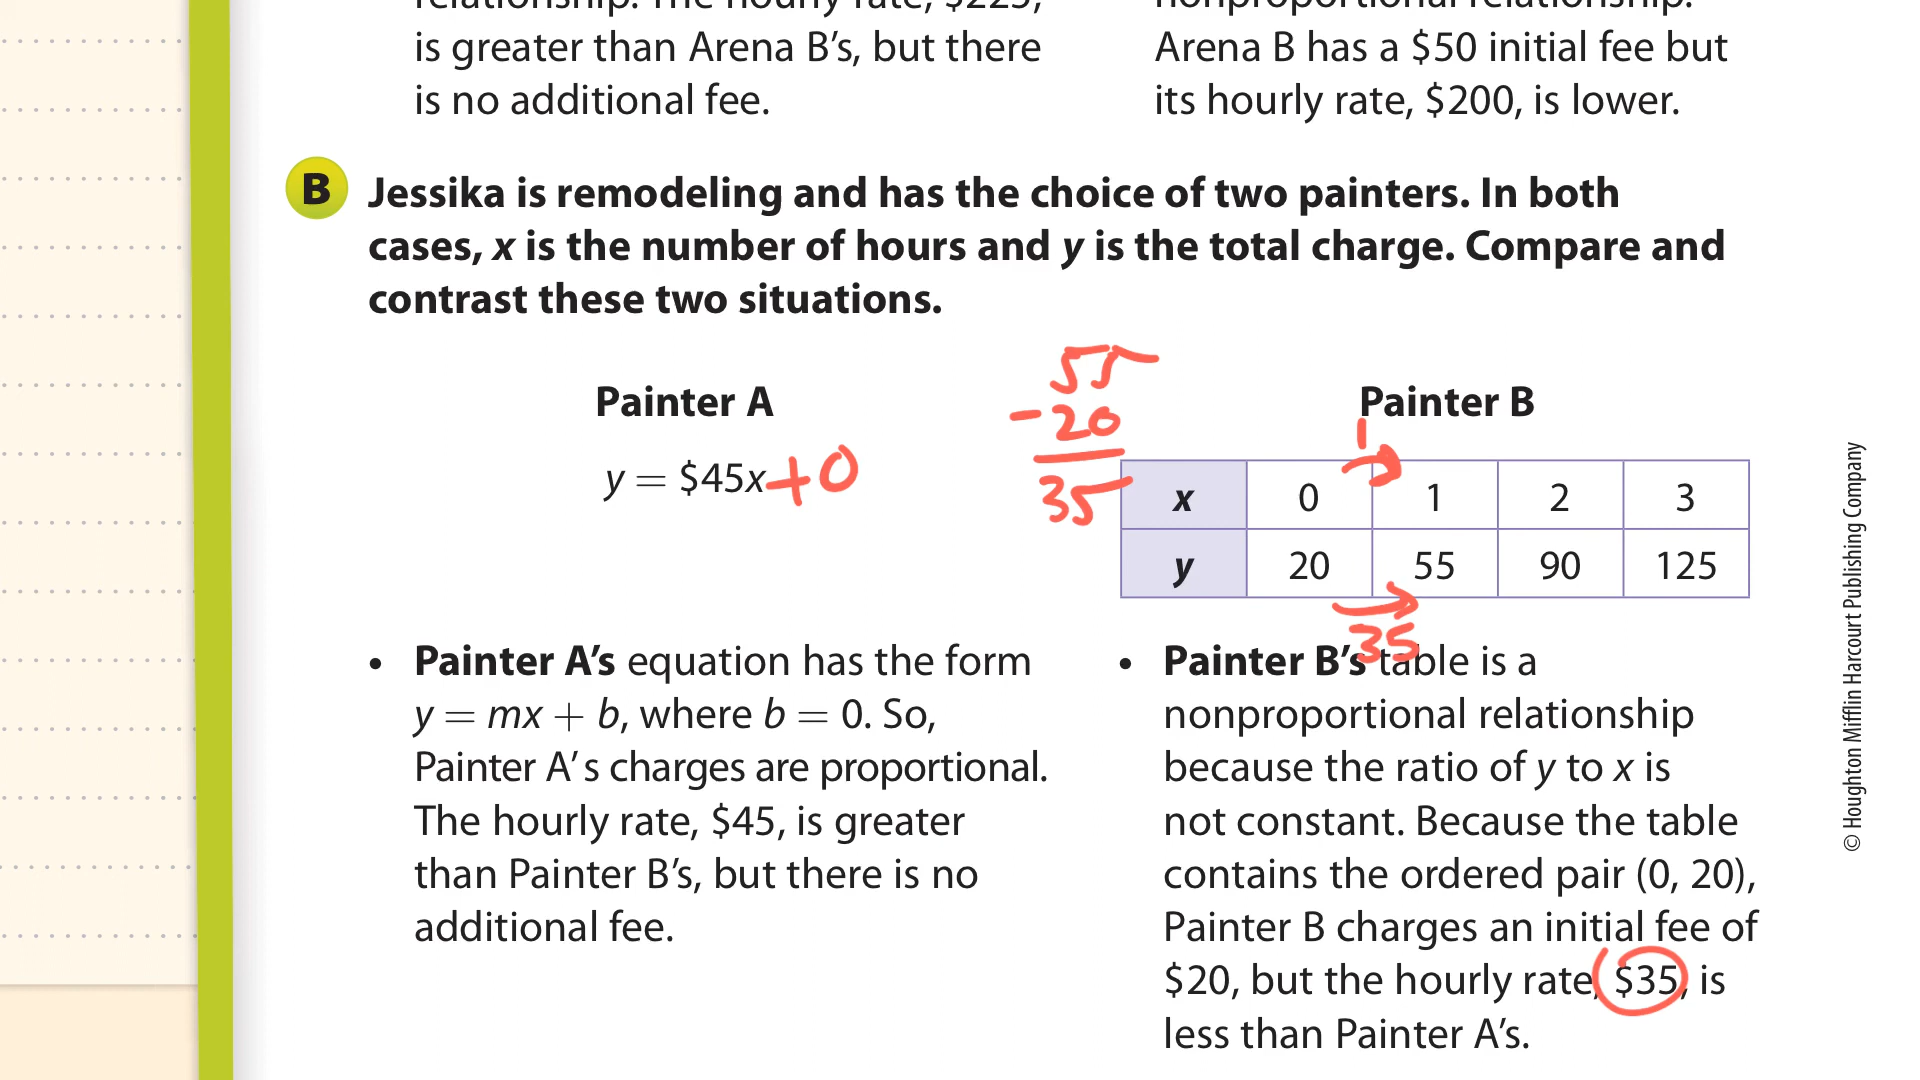 relationship. The hourly rate, $225,
is greater than Arena B’s, but there
is no additional fee.
nonproportional relationship.
Arena B has a $50 initial fee but
its hourly rate, $200, is lower.
B Jessika is remodeling and has the choice of two painters. In both
cases, x is the number of hours and y is the total charge. Compare and
contrast these two situations.
Painter A
y = $45x+0
55
-20
35
Painter B
1
x 0 1 2 3
y 20 55 90 125
35
• Painter A’s equation has the form
y = mx + b, where b = 0. So,
Painter A’s charges are proportional.
The hourly rate, $45, is greater
than Painter B’s, but there is no
additional fee.
• Painter B’s table is a
nonproportional relationship
because the ratio of y to x is
not constant. Because the table
contains the ordered pair (0, 20),
Painter B charges an initial fee of
$20, but the hourly rate, $35, is
less than Painter A’s.
© Houghton Mifflin Harcourt Publishing Company